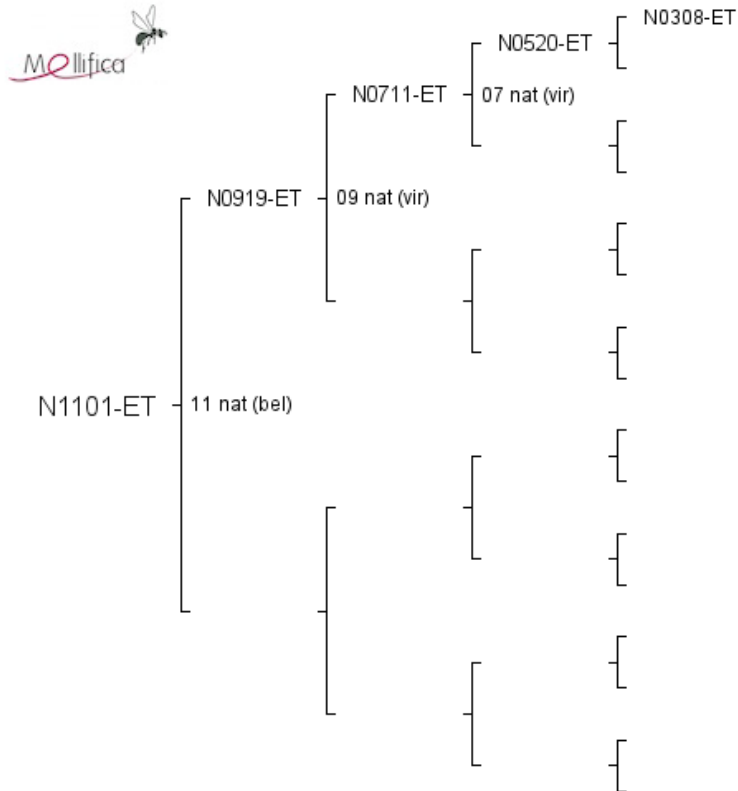 Mellifica
N0308-ET
N0520-ET
N0711-ET
07 nat (vir)
N0919-ET
09 nat (vir)
N1101-ET
11 nat (bel)